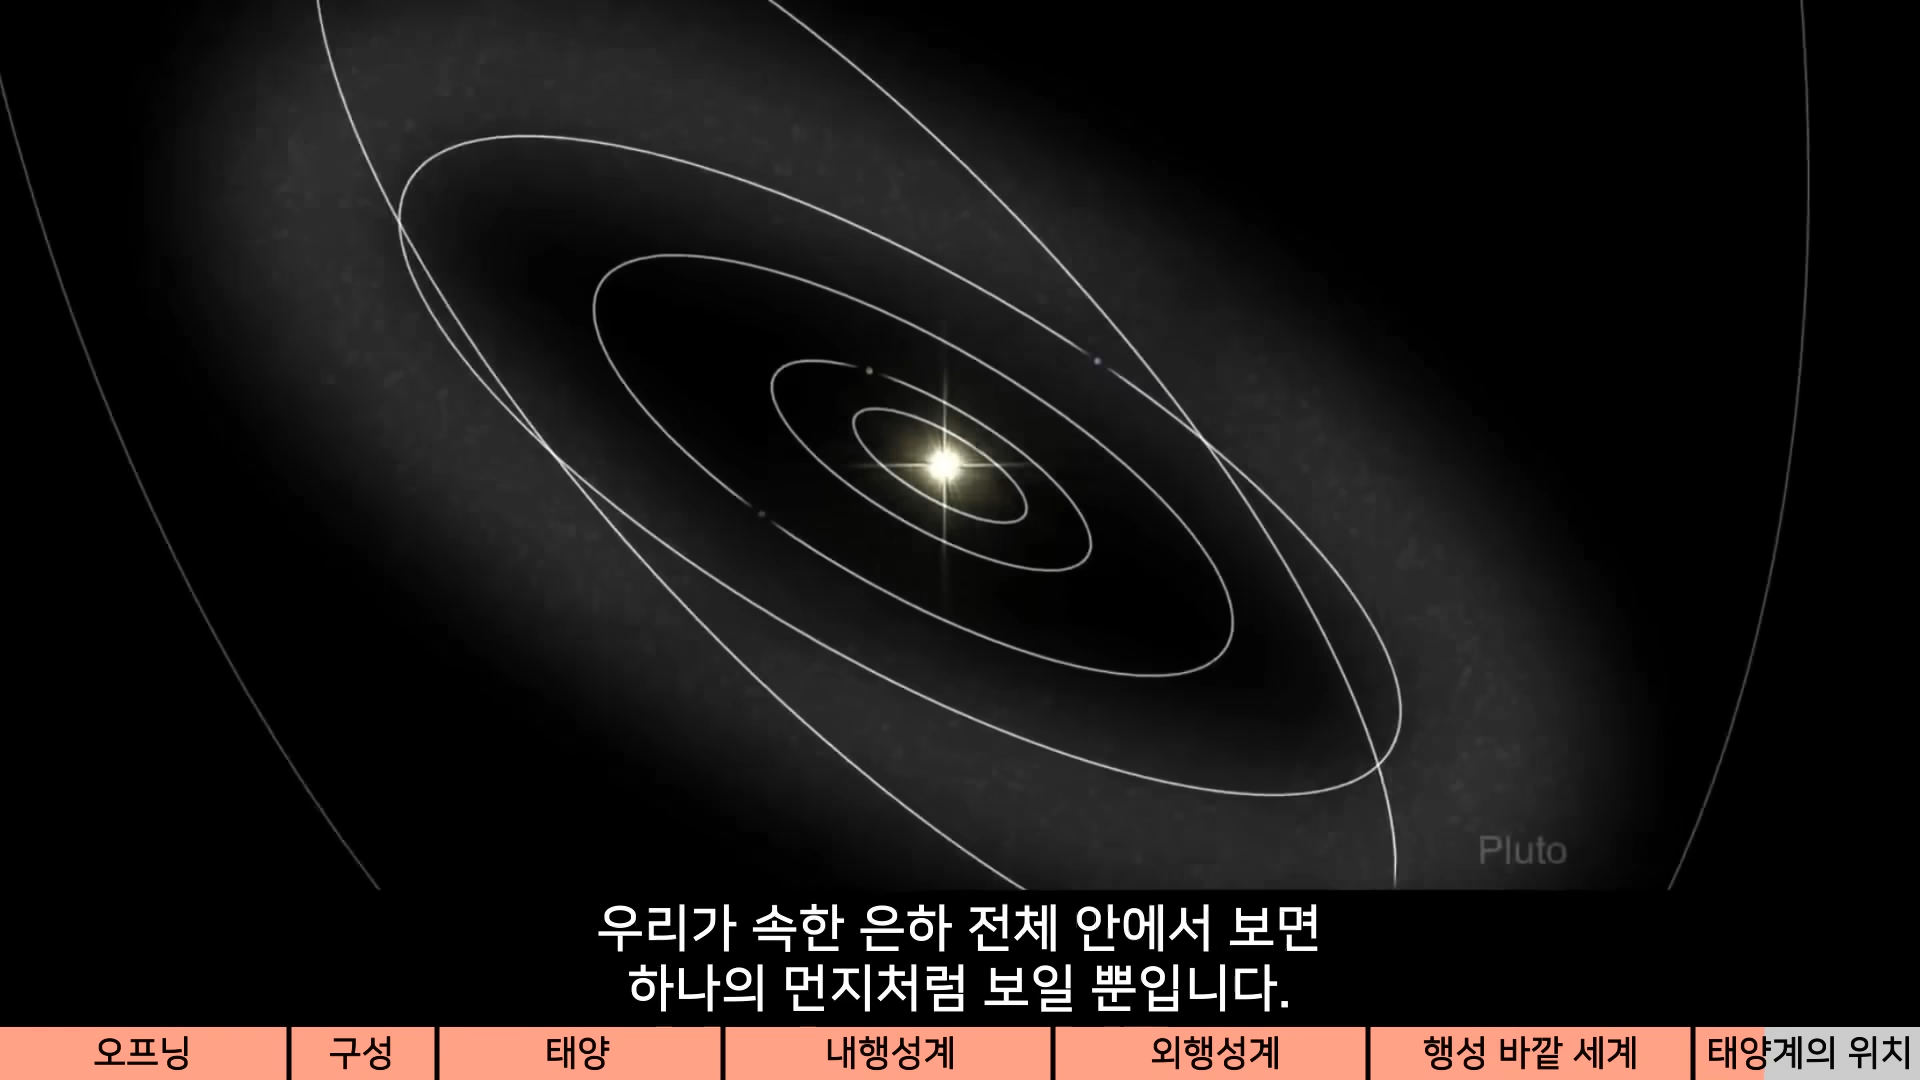 Pluto
우리가 속한 은하 전체 안에서 보면
하나의 먼지처럼 보일 뿐입니다.
오프닝 구성 태양 내행성계 외행성계 행성 바깥 세계 태양계의 위치